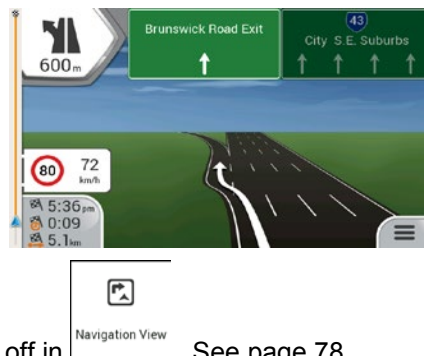 Brunswick Road Exit
43
City S.E. Suburbs
600m
80
72
km/h
5:36pm
0:09
5.1km
Navigation View
off in . See page 78.